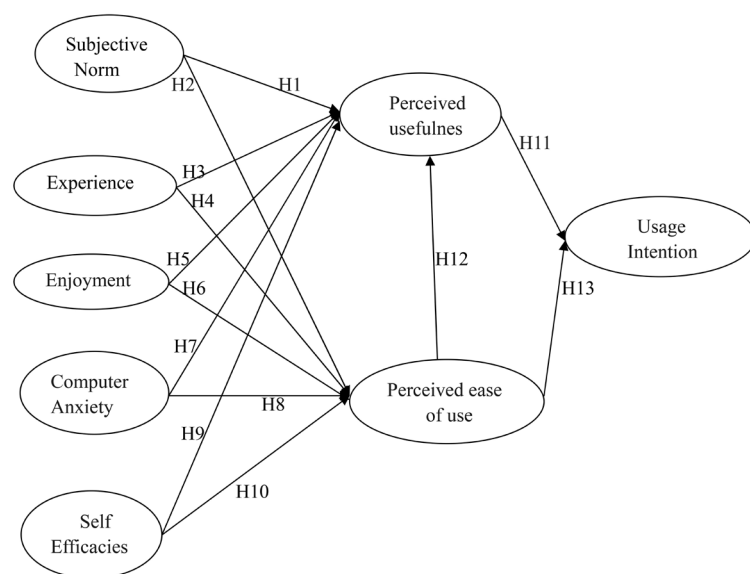 Subjective
Norm
H2
H1
Perceived
usefulnes
Experience
H3
H4
H11
Usage
Intention
Enjoyment
H5
H6
H12
H13
Computer
Anxiety
H7
H8
Perceived ease
of use
H9
H10
Self
Efficacies